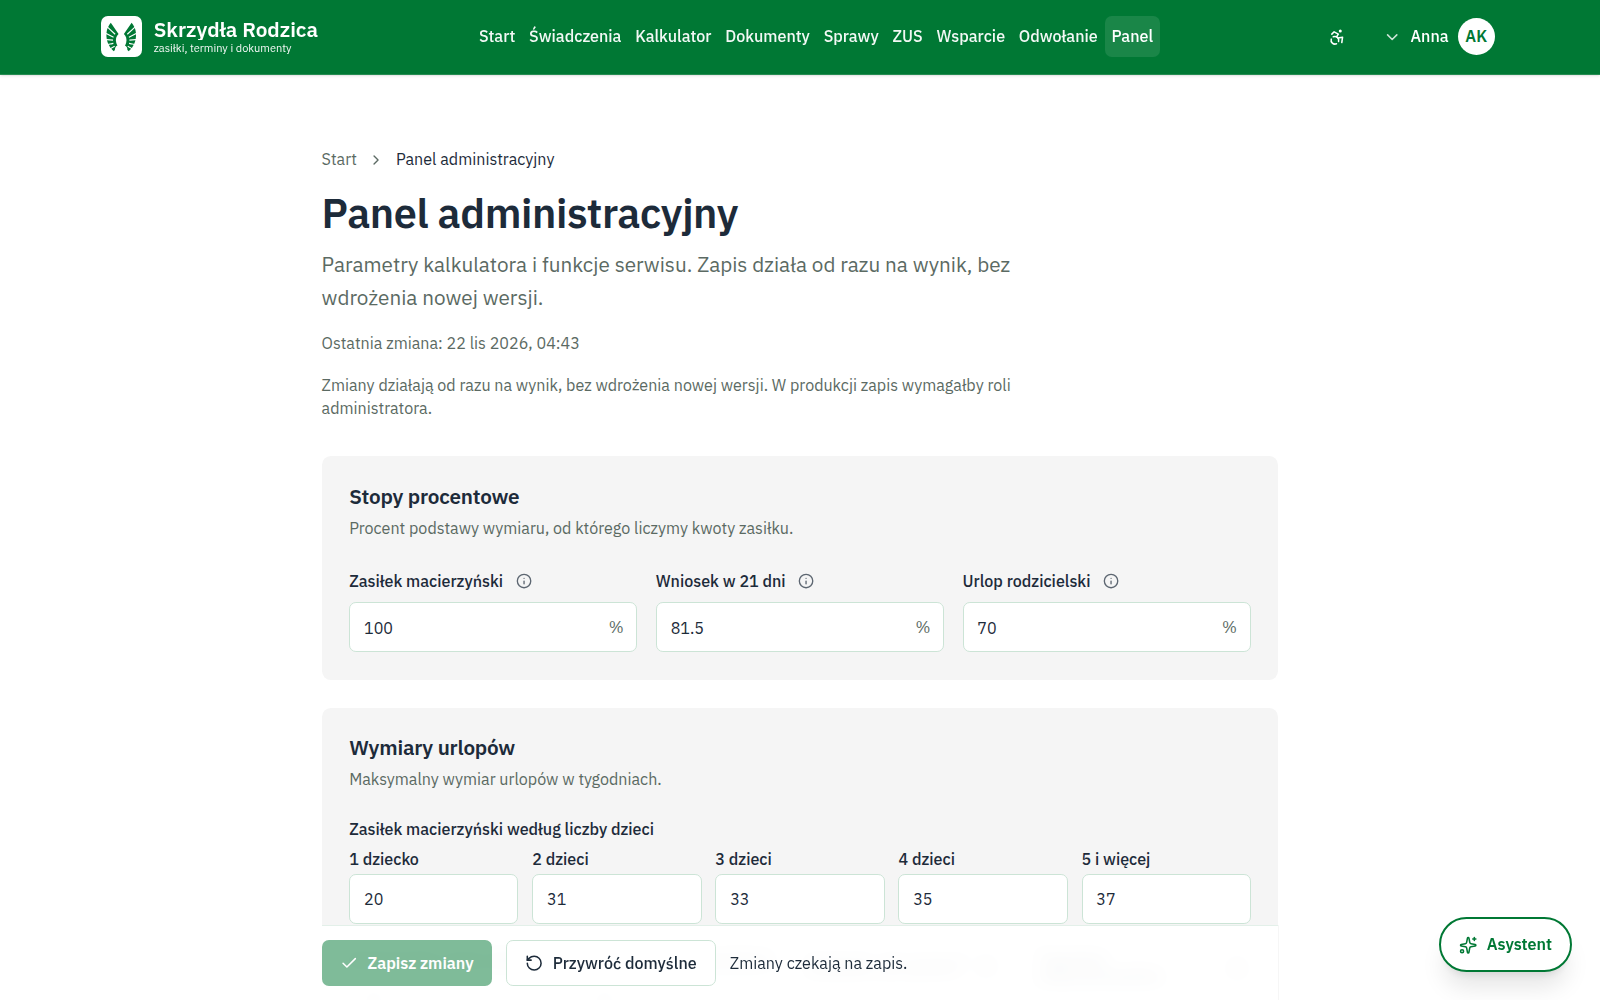 Skrzydła Rodzica
zasiłki, terminy i dokumenty
Start Świadczenia Kalkulator Dokumenty Sprawy ZUS Wsparcie Odwołanie Panel
Anna AK
Start Panel administracyjny
Panel administracyjny
Parametry kalkulatora i funkcje serwisu. Zapis działa od razu na wynik, bez
wdrożenia nowej wersji.
Ostatnia zmiana: 22 lis 2026, 04:43
Zmiany działają od razu na wynik, bez wdrożenia nowej wersji. W produkcji zapis wymagałby roli
administratora.
Stopy procentowe
Procent podstawy wymiaru, od którego liczymy kwoty zasiłku.
Zasiłek macierzyński Wniosek w 21 dni Urlop rodzicielski
100 % 81.5 % 70 %
Wymiary urlopów
Maksymalny wymiar urlopów w tygodniach.
Zasiłek macierzyński według liczby dzieci
1 dziecko 2 dzieci 3 dzieci 4 dzieci 5 i więcej
20 31 33 35 37
Zapisz zmiany Przywróć domyślne Zmiany czekają na zapis.
Asystent